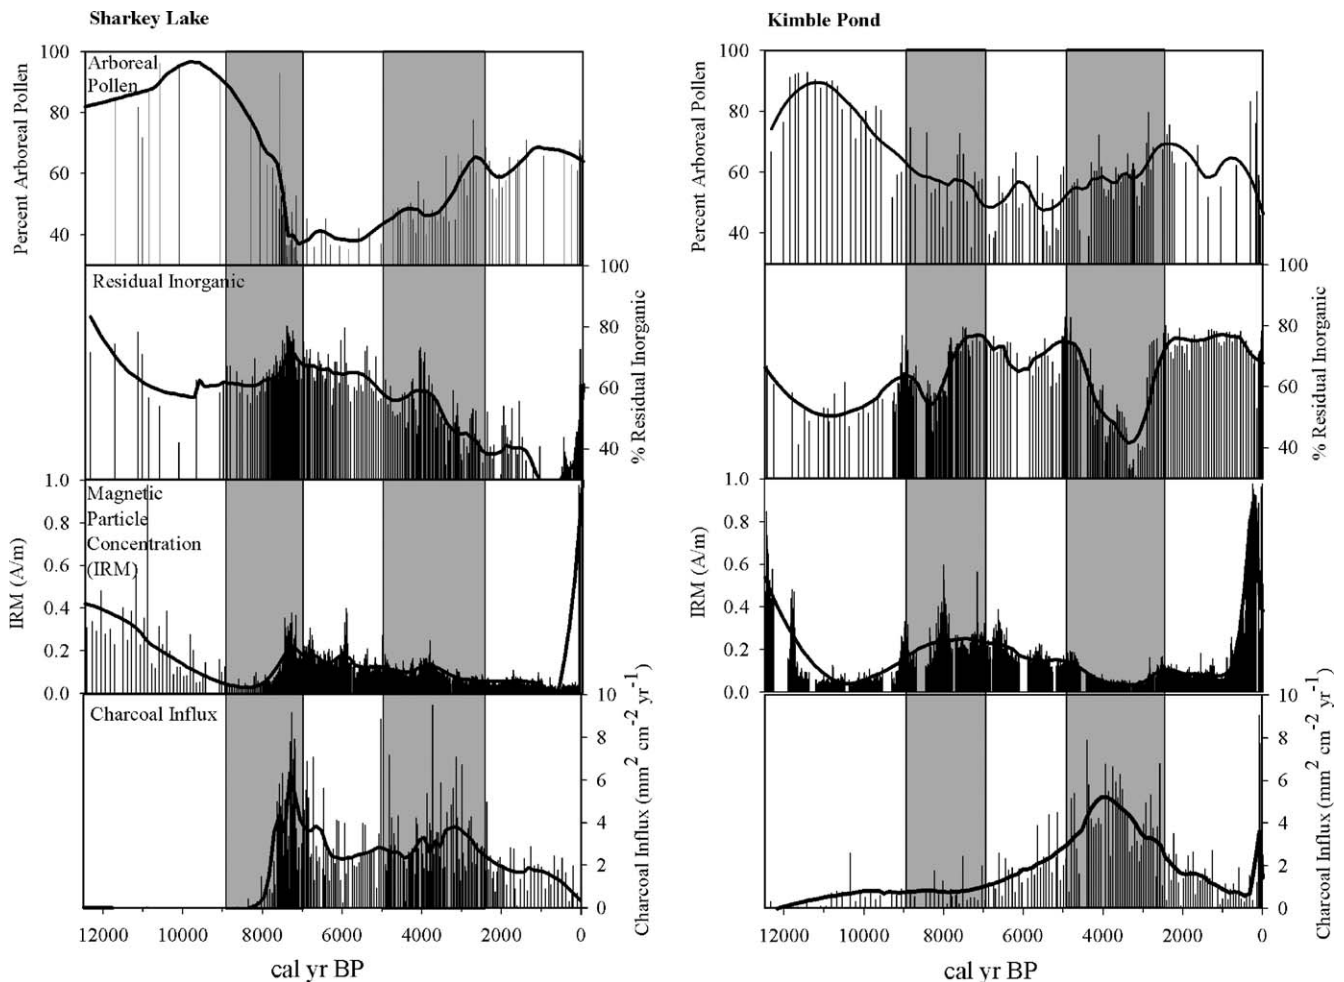 Sharkey Lake
Percent Arboreal Pollen
100
80
60
40
Arboreal
Pollen
Residual Inorganic
100
80
60
40
% Residual Inorganic
IRM (A/m)
1.0
0.8
0.6
0.4
0.2
0.0
Magnetic
Particle
Concentration
(IRM)
Charcoal Influx
10
8
6
4
2
0
Charcoal Influx (mm² cm⁻² yr⁻¹)
12000 10000 8000 6000 4000 2000 0
cal yr BP
Kimble Pond
Percent Arboreal Pollen
100
80
60
40
100
80
60
40
% Residual Inorganic
IRM (A/m)
1.0
0.8
0.6
0.4
0.2
0.0
10
8
6
4
2
0
Charcoal Influx (mm² cm⁻² yr⁻¹)
12000 10000 8000 6000 4000 2000 0
cal yr BP